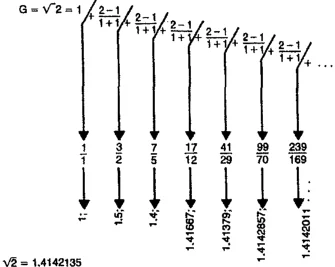 G = √2 = 1 + 2-1 / 1+1 + 2-1 / 1+1 + 2-1 / 1+1 + 2-1 / 1+1 + 2-1 / 1+1 + 2-1 / 1+1 + ...
1/1 3/2 7/5 17/12 41/29 99/70 239/169
1; 1.5; 1.4; 1.41667; 1.41379; 1.4142857; 1.4142011 ...
√2 = 1.4142135